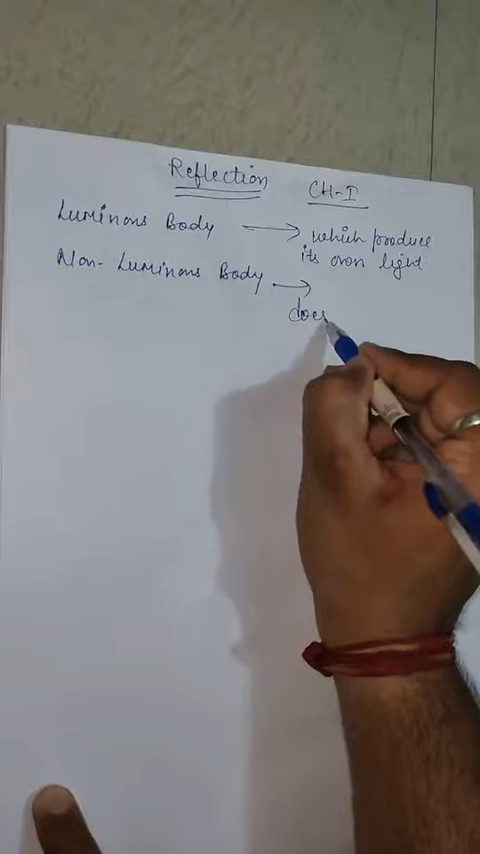 Reflection CH-I
Luminous Body → which produce
its own light
Non-Luminous Body →
does